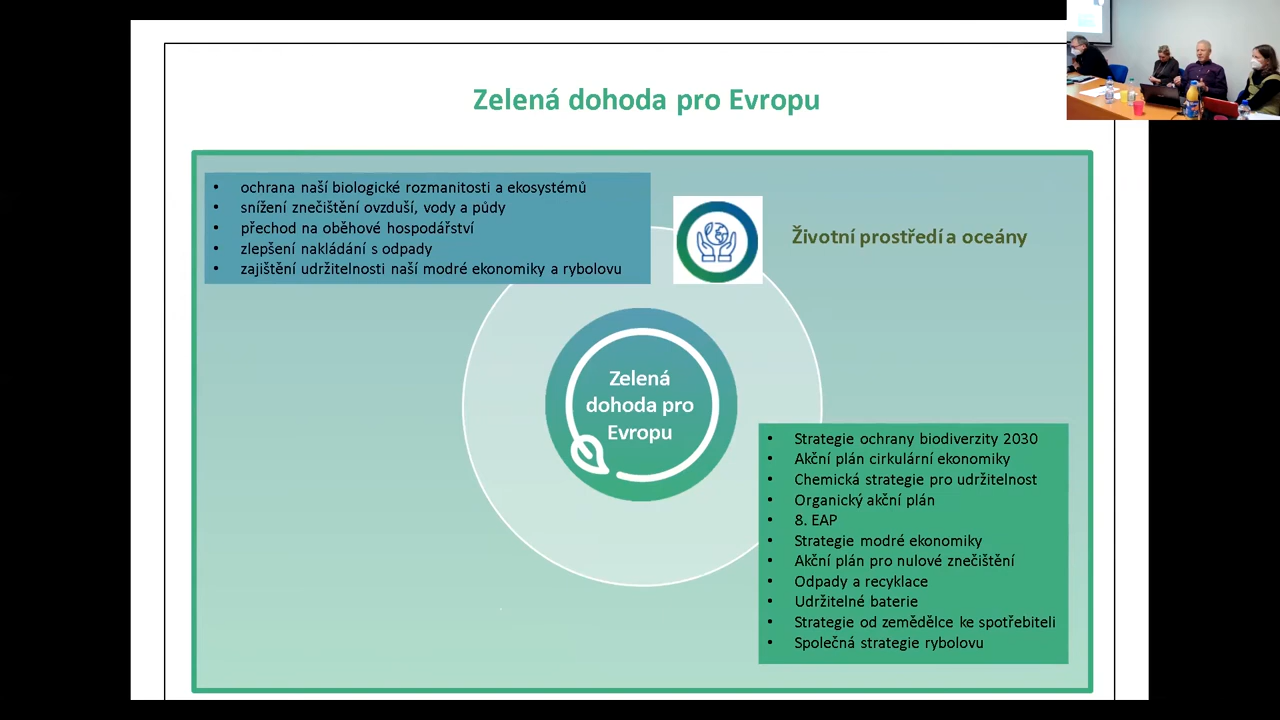 Zelená dohoda pro Evropu
• ochrana naší biologické rozmanitosti a ekosystémů
• snížení znečištění ovzduší, vody a půdy
• přechod na oběhové hospodářství
• zlepšení nakládání s odpady
• zajištění udržitelnosti naší modré ekonomiky a rybolovu
Životní prostředí a oceány
Zelená
dohoda pro
Evropu
• Strategie ochrany biodiverzity 2030
• Akční plán cirkulární ekonomiky
• Chemická strategie pro udržitelnost
• Organický akční plán
• 8. EAP
• Strategie modré ekonomiky
• Akční plán pro nulové znečištění
• Odpady a recyklace
• Udržitelné baterie
• Strategie od zemědělce ke spotřebiteli
• Společná strategie rybolovu